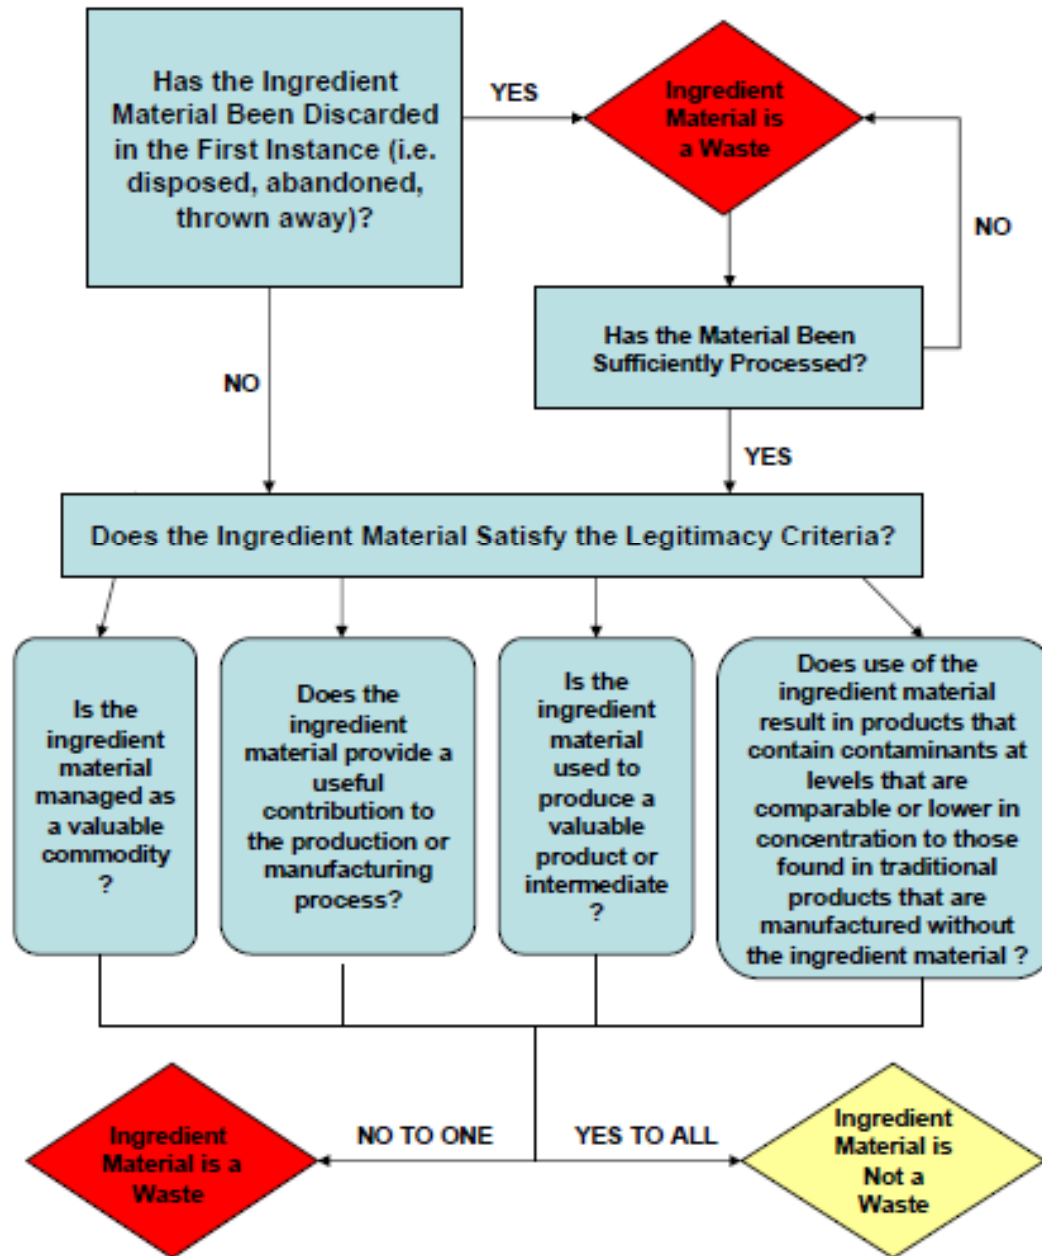 Has the Ingredient
Material Been Discarded
in the First Instance (i.e.
disposed, abandoned,
thrown away)?
YES
Ingredient
Material is
a Waste
NO
Has the Material Been
Sufficiently Processed?
NO
YES
Does the Ingredient Material Satisfy the Legitimacy Criteria?
Is the
ingredient
material
managed as
a valuable
commodity
?
Does the
ingredient
material provide a
useful
contribution to
the production or
manufacturing
process?
Is the
ingredient
material
used to
produce a
valuable
product or
intermediate
?
Does use of the
ingredient material
result in products that
contain contaminants at
levels that are
comparable or lower in
concentration to those
found in traditional
products that are
manufactured without
the ingredient material ?
Ingredient
Material is a
Waste
NO TO ONE
YES TO ALL
Ingredient
Material is
Not a
Waste